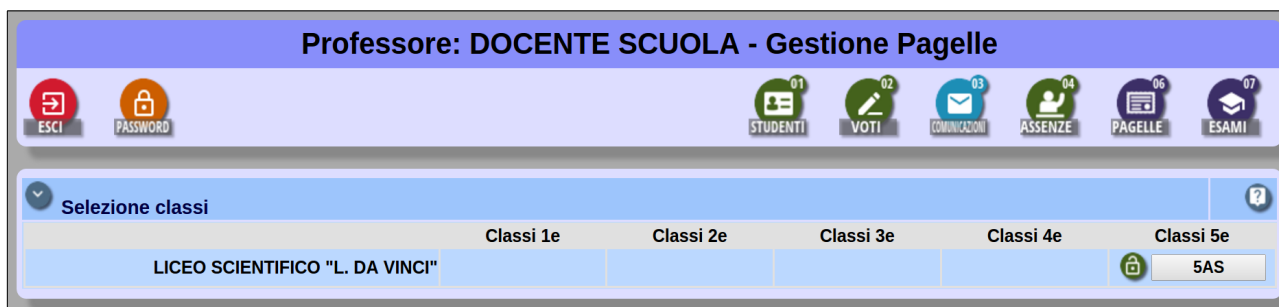 Professore: DOCENTE SCUOLA - Gestione Pagelle
01 02 03 04 06 07
ESCI PASSWORD STUDENTI VOTI COMUNICAZIONI ASSENZE PAGELLE ESAMI
Selezione classi ?
Classi 1e Classi 2e Classi 3e Classi 4e Classi 5e
LICEO SCIENTIFICO "L. DA VINCI" 5AS